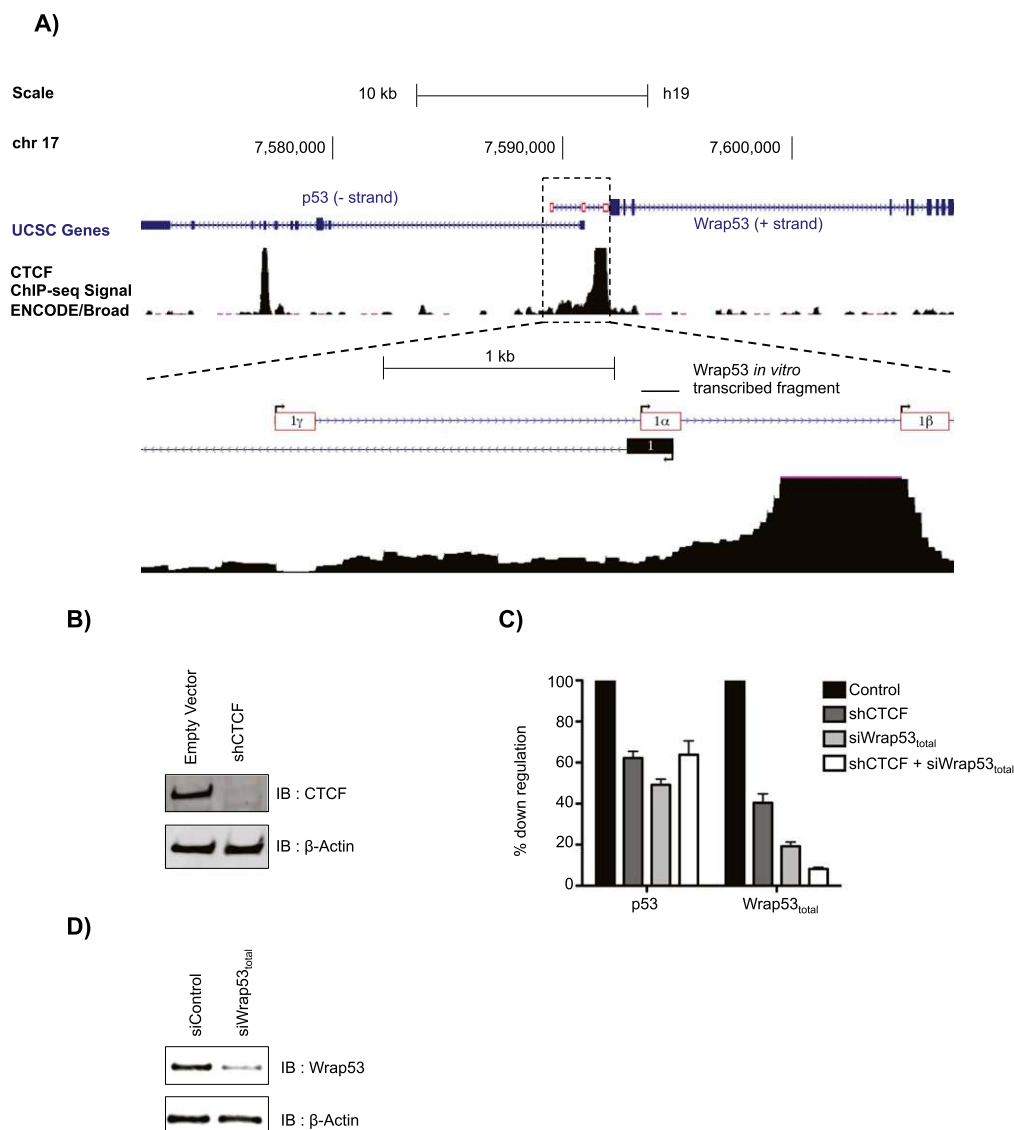 A)
Scale
10 kb
h19
chr 17
7,580,000
7,590,000
7,600,000
p53 (- strand)
UCSC Genes
Wrap53 (+ strand)
CTCF
ChIP-seq Signal
ENCODE/Broad
1 kb
Wrap53 in vitro
transcribed fragment
1γ
1α
1β
1
B)
Empty Vector
shCTCF
IB : CTCF
IB : β-Actin
C)
% down regulation
100
80
60
40
20
0
p53
Wrap53total
Control
shCTCF
siWrap53total
shCTCF + siWrap53total
D)
siControl
siWrap53total
IB : Wrap53
IB : β-Actin